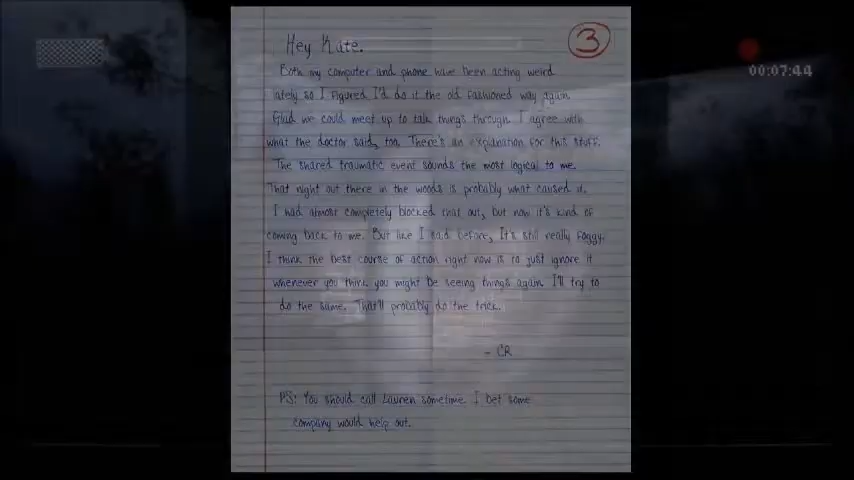 3
Hey Kate.
00:07:44
Both my computer and phone have been acting weird
lately so I figured I'd do it the old fashioned way again.
Glad we could meet up to talk things through. I agree with
what the doctor said, too. There's an explanation for this stuff.
The shared traumatic event sounds the most logical to me.
That night out there in the woods is probably what caused it.
I had almost completely blocked that out, but now it's kind of
coming back to me. But like I said before, It's still really foggy.
I think the best course of action right now is to just ignore it
whenever you think you might be seeing things again. I'll try to
do the same. That'll probably do the trick.
- CR
PS: You should call Lauren sometime. I bet some
company would help out.